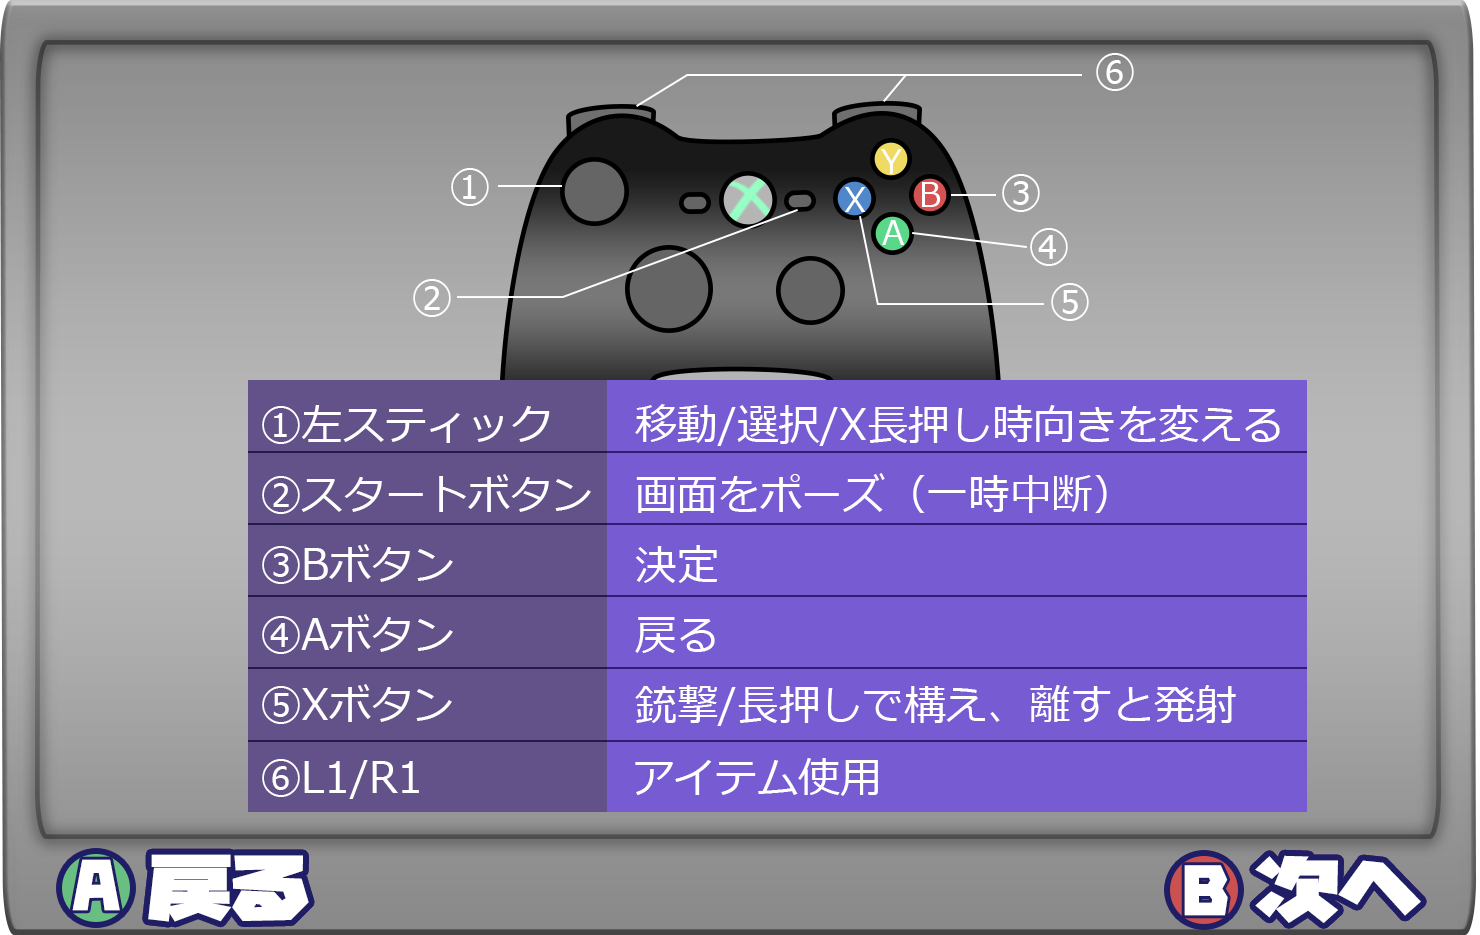 ⑥
Y
①
X
B
③
A
④
②
⑤
①左スティック 移動/選択/X長押し時向きを変える
②スタートボタン 画面をポーズ（一時中断）
③Bボタン 決定
④Aボタン 戻る
⑤Xボタン 銃撃/長押しで構え、離すと発射
⑥L1/R1 アイテム使用
A 戻る
B 次へ